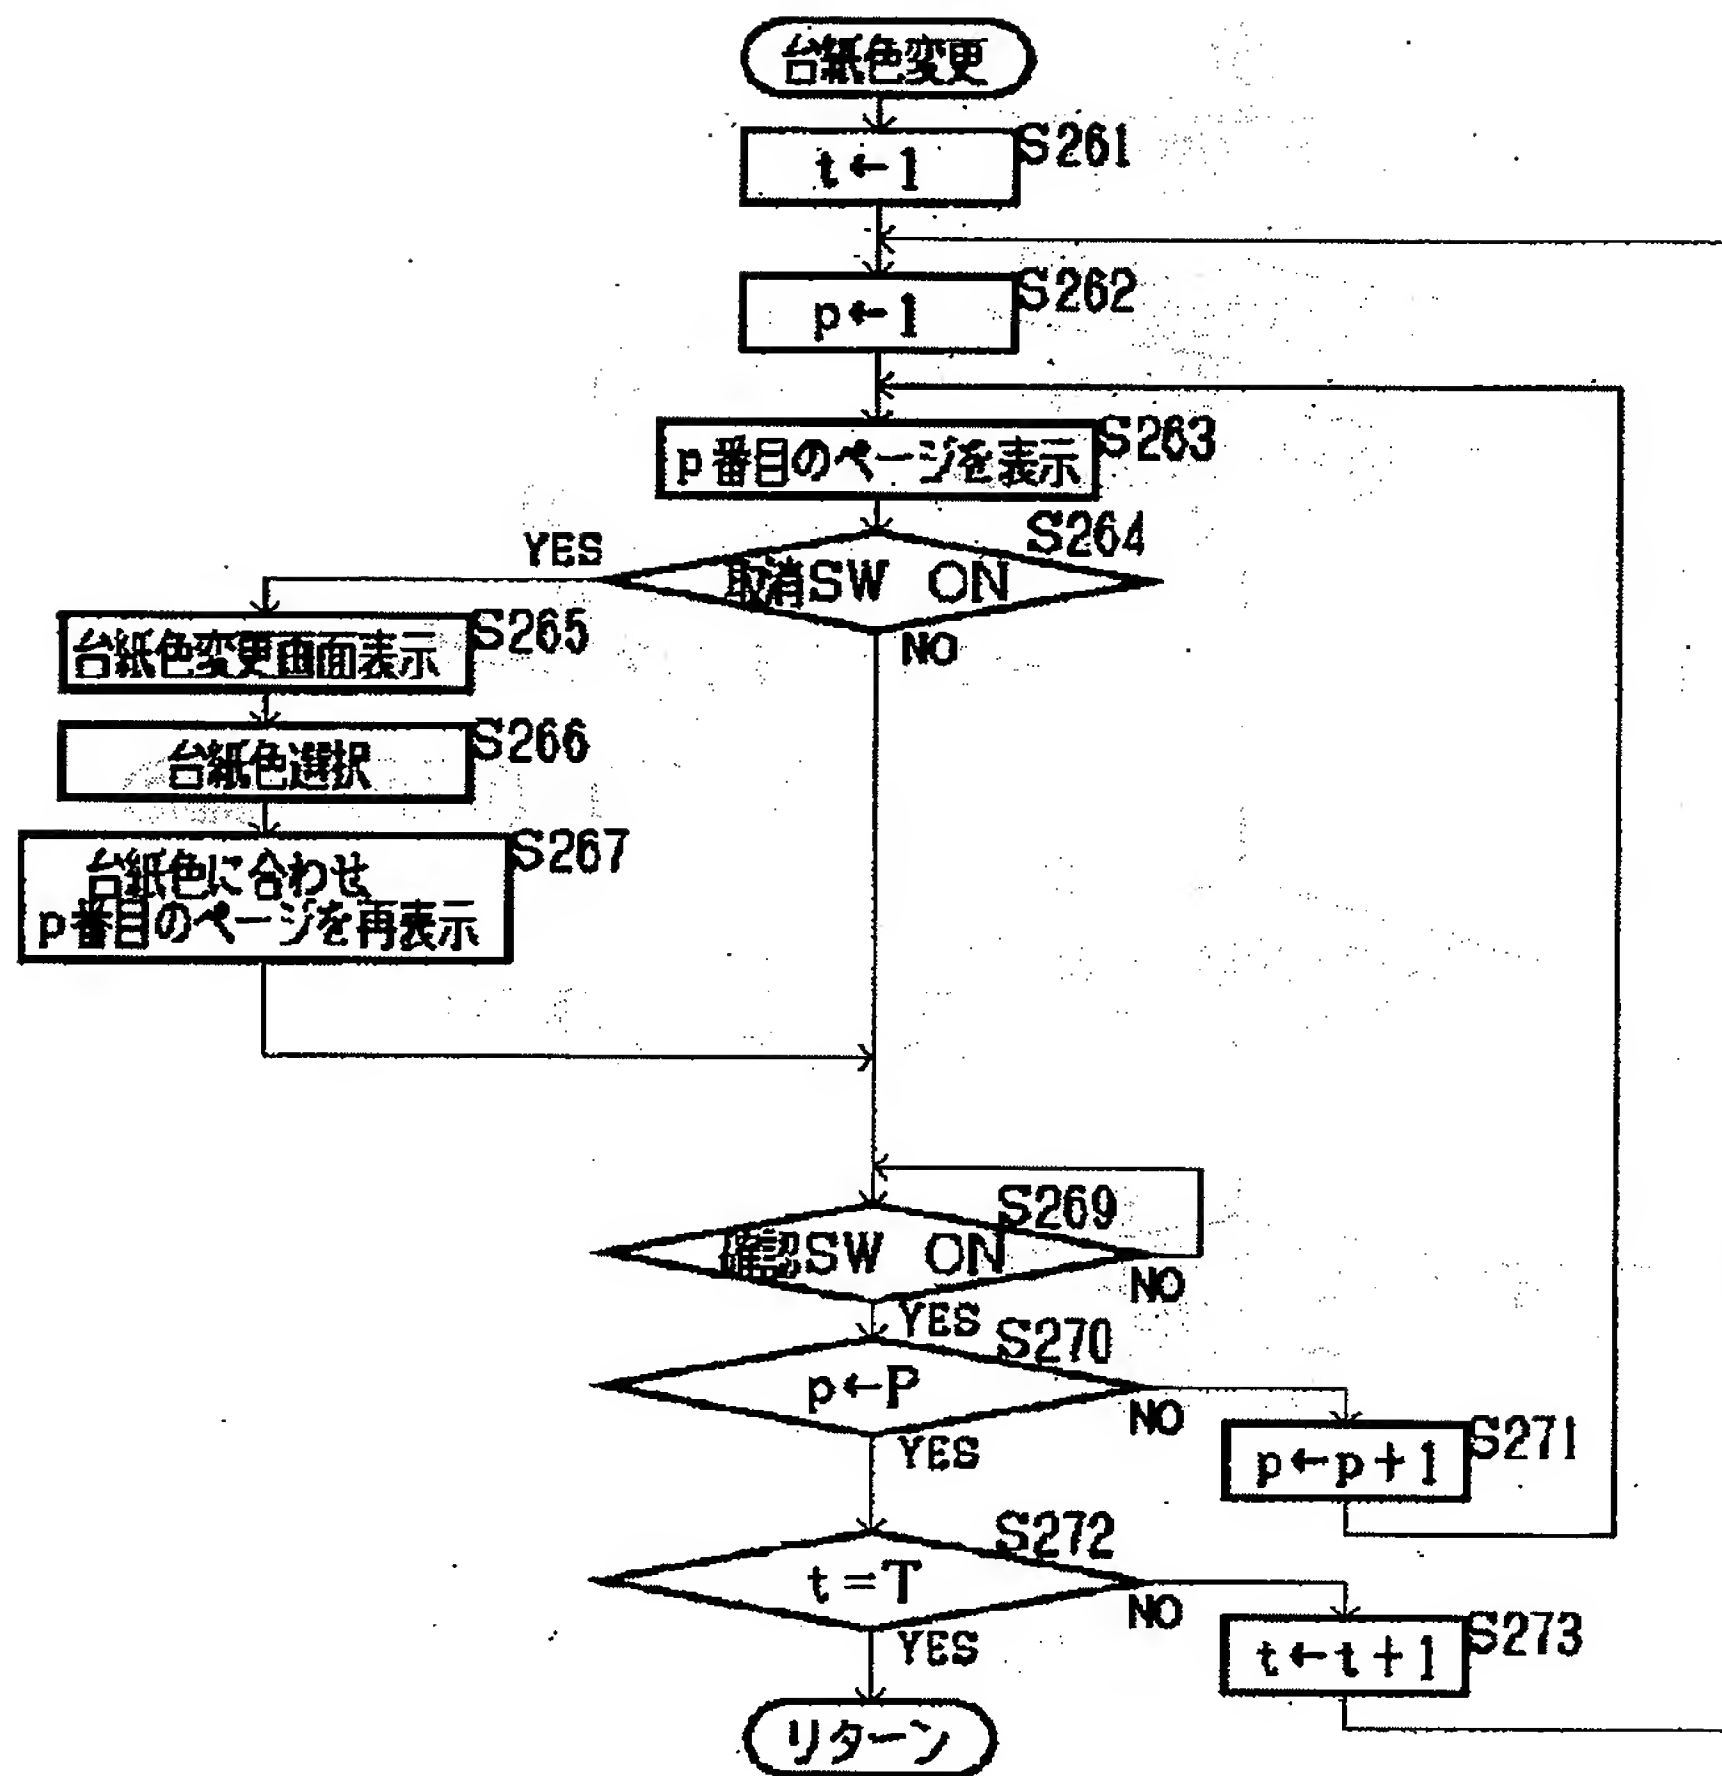 台紙色変更
S261
t←1
S262
p←1
S263
p番目のページを表示
S264
取消SW ON
YES
NO
S265
台紙色変更画面表示
S266
台紙色選択
S267
台紙色に合わせ
p番目のページを再表示
S269
確認SW ON
NO
YES
S270
p←P
NO
YES
S271
p←p+1
S272
t=T
NO
YES
S273
t←t+1
リターン